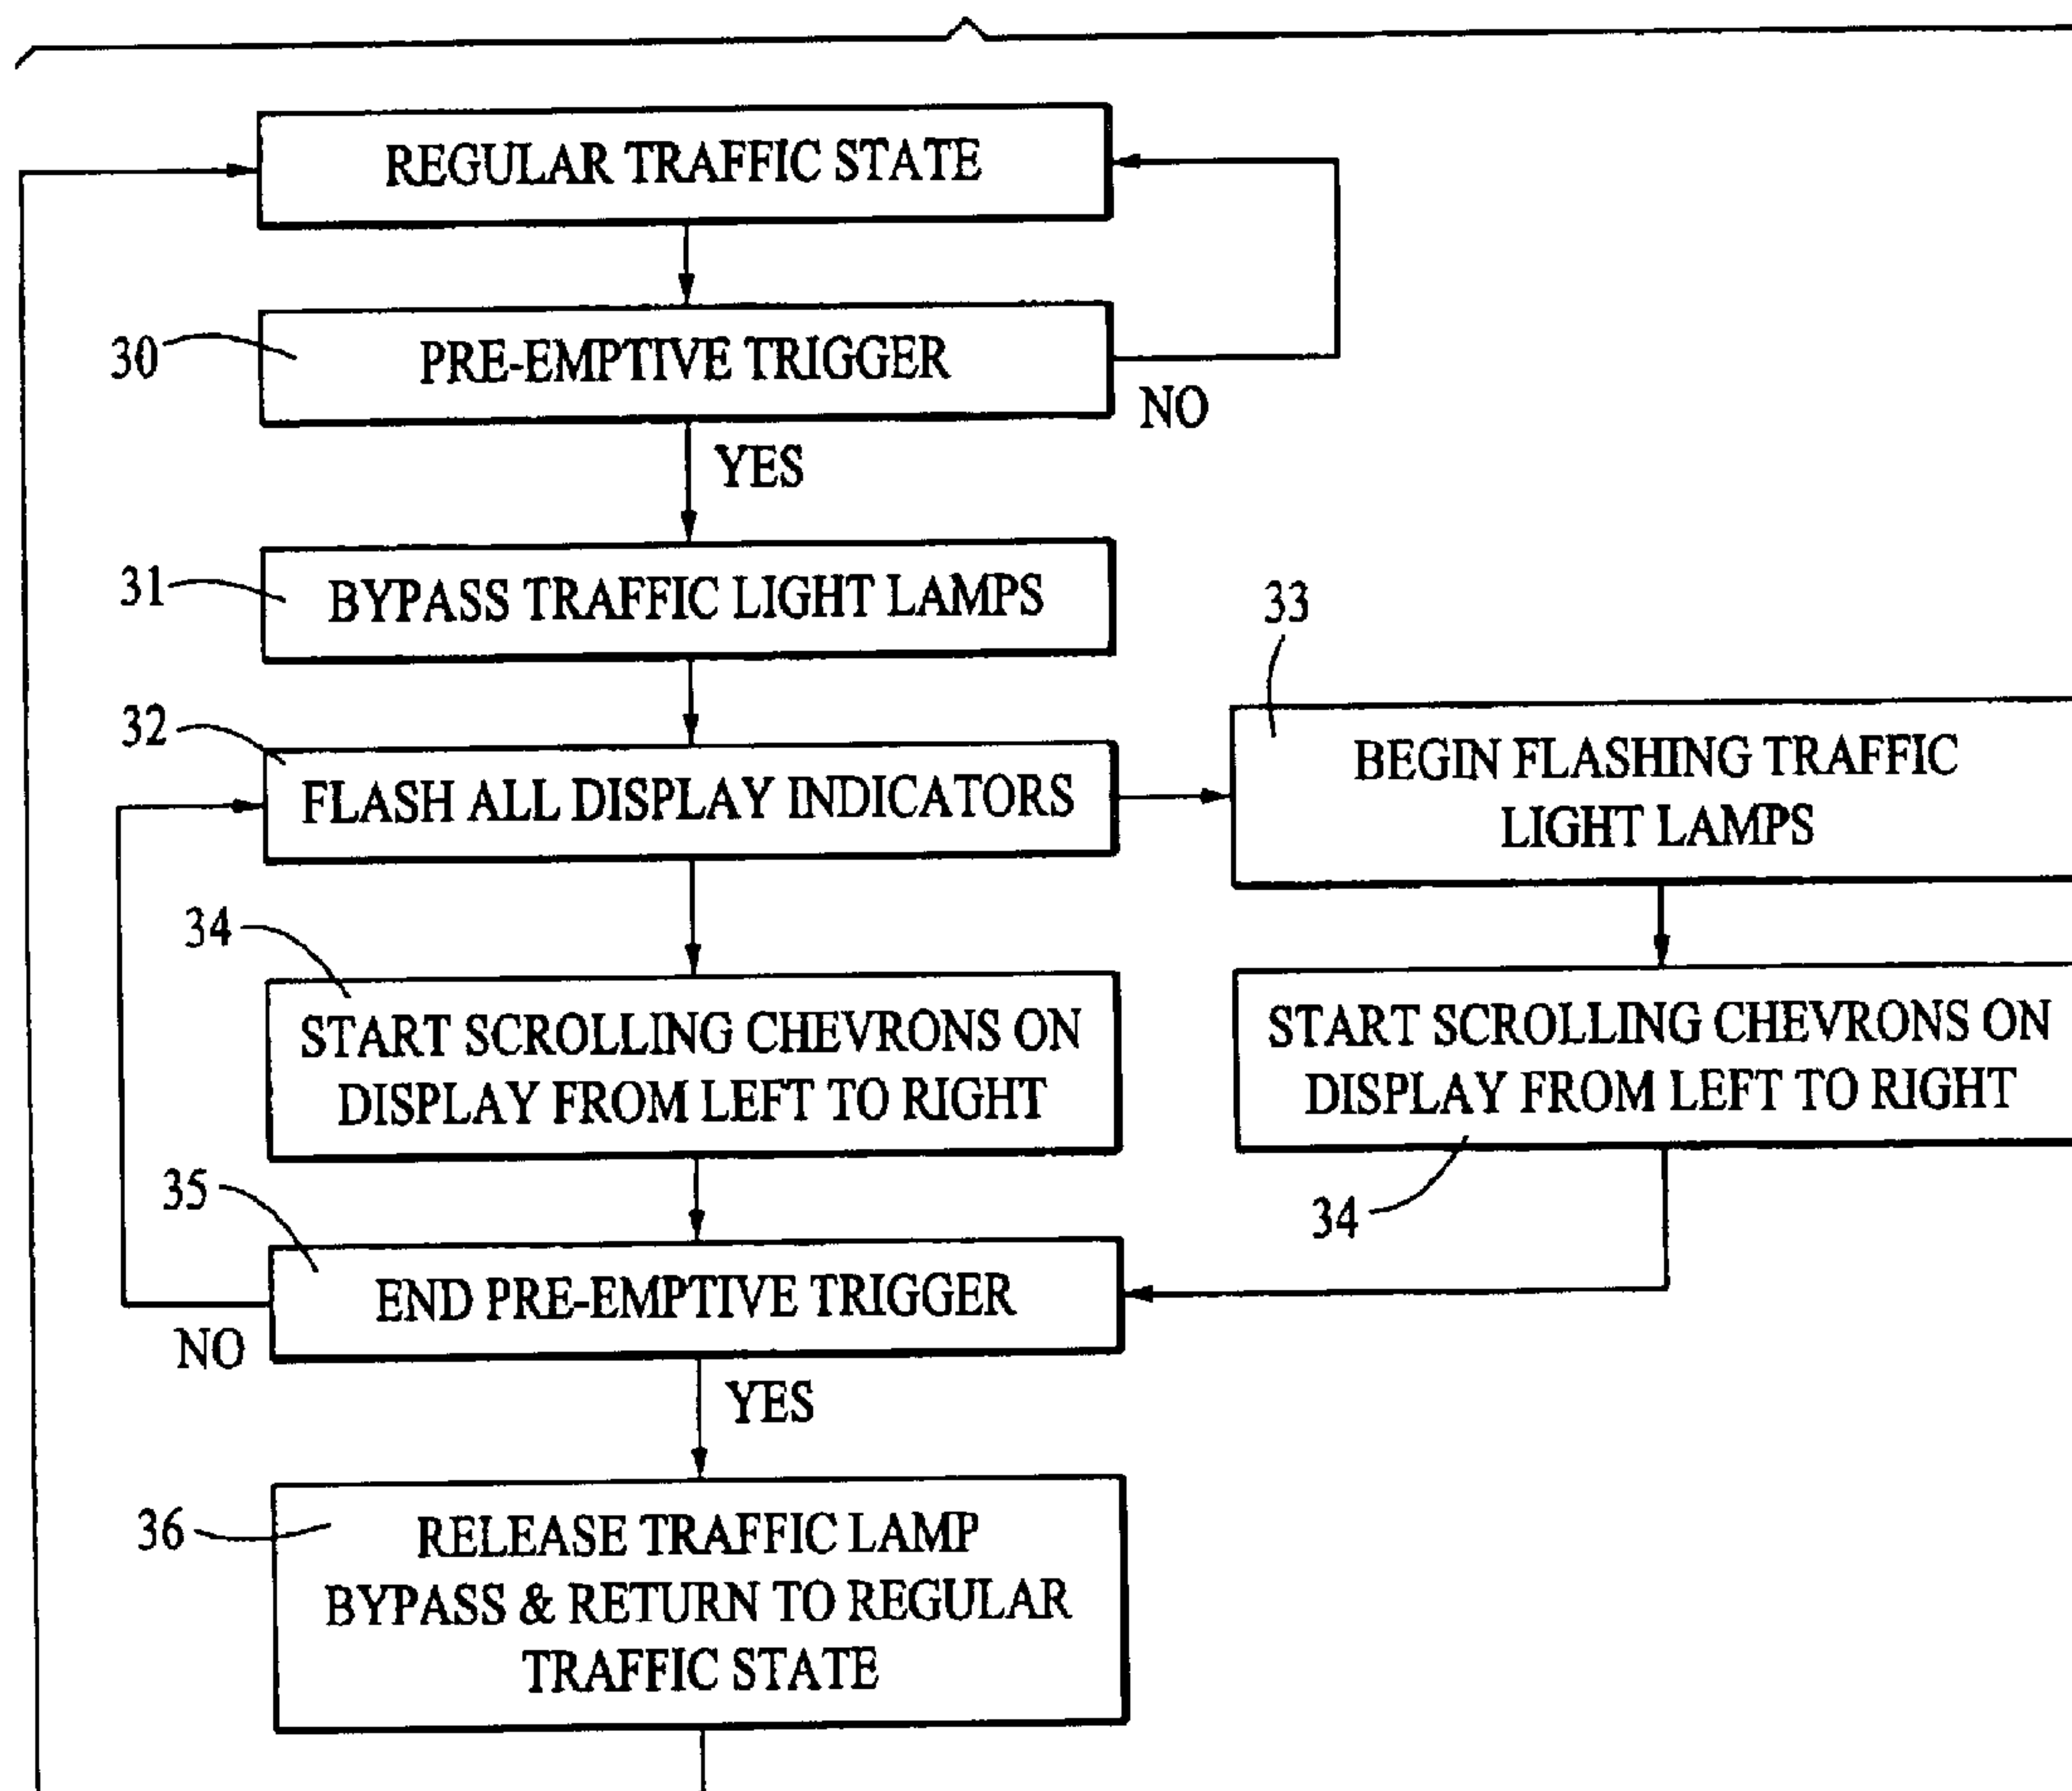 REGULAR TRAFFIC STATE
30
PRE-EMPTIVE TRIGGER
NO
YES
31
BYPASS TRAFFIC LIGHT LAMPS
32
FLASH ALL DISPLAY INDICATORS
33
BEGIN FLASHING TRAFFIC
LIGHT LAMPS
34
START SCROLLING CHEVRONS ON
DISPLAY FROM LEFT TO RIGHT
START SCROLLING CHEVRONS ON
DISPLAY FROM LEFT TO RIGHT
34
35
END PRE-EMPTIVE TRIGGER
NO
YES
36
RELEASE TRAFFIC LAMP
BYPASS & RETURN TO REGULAR
TRAFFIC STATE